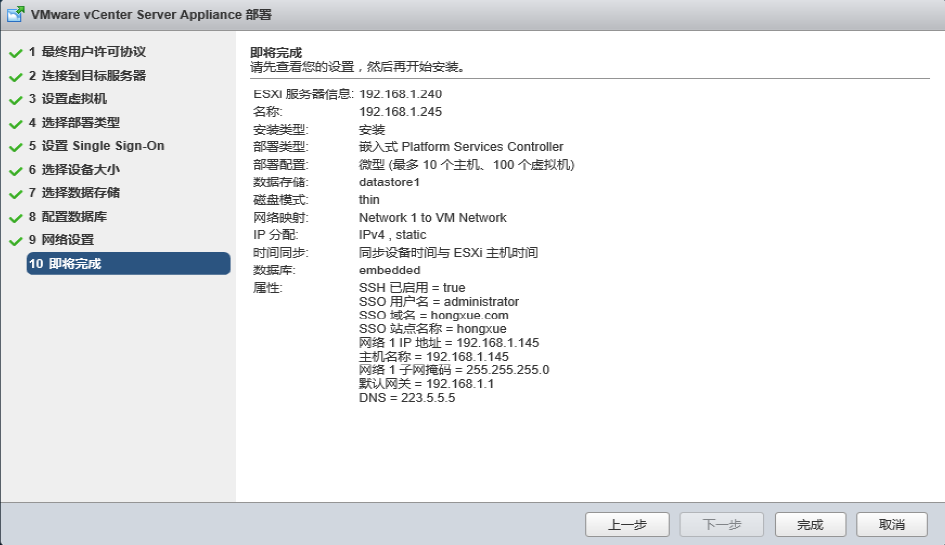 VMware vCenter Server Appliance 部署
1 最终用户许可协议
2 连接到目标服务器
3 设置虚拟机
4 选择部署类型
5 设置 Single Sign-On
6 选择设备大小
7 选择数据存储
8 配置数据库
9 网络设置
10 即将完成
即将完成
请先查看您的设置，然后再开始安装。
ESXi 服务器信息: 192.168.1.240
名称: 192.168.1.245
安装类型: 安装
部署类型: 嵌入式 Platform Services Controller
部署配置: 微型 (最多 10 个主机、100 个虚拟机)
数据存储: datastore1
磁盘模式: thin
网络映射: Network 1 to VM Network
IP 分配: IPv4 , static
时间同步: 同步设备时间与 ESXi 主机时间
数据库: embedded
属性: SSH 已启用 = true
SSO 用户名 = administrator
SSO 域名 = hongxue.com
SSO 站点名称 = hongxue
网络 1 IP 地址 = 192.168.1.145
主机名称 = 192.168.1.145
网络 1 子网掩码 = 255.255.255.0
默认网关 = 192.168.1.1
DNS = 223.5.5.5
上一步 下一步 完成 取消